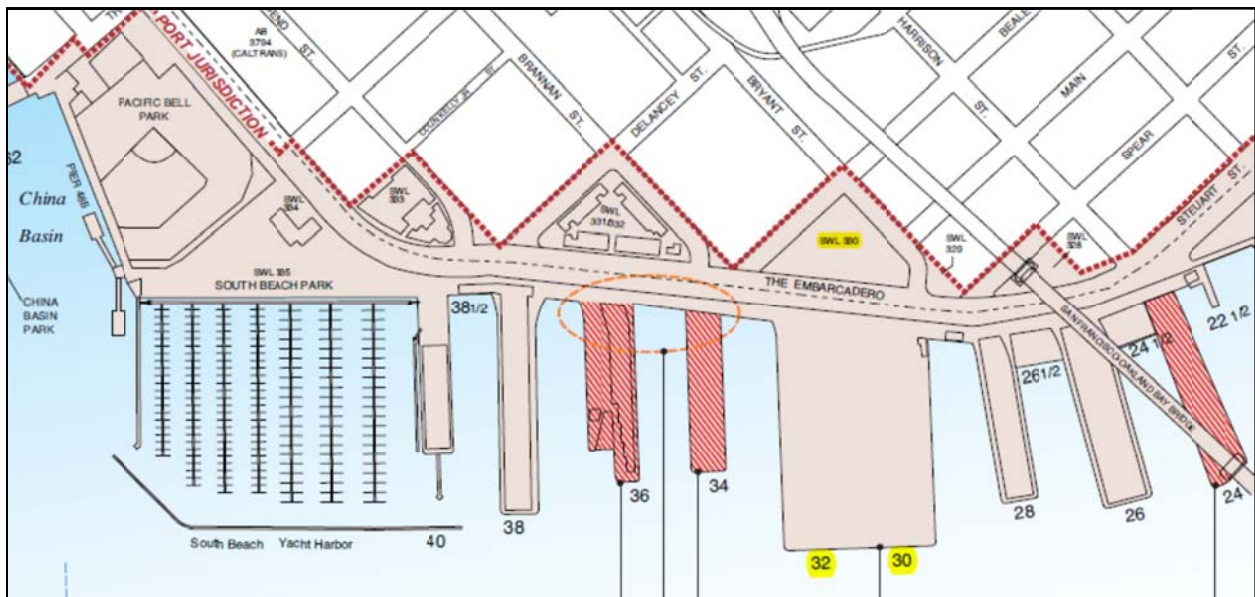 AB
3794
(CALTRANS)
ST.
HARRISON
ST.
BEALE
MAIN
SPEAR
ST.
PORT JURISDICTION
PACIFIC BELL
PARK
BRANNAN
ST.
DELANCEY
ST.
BRYANT
ST.
STEUART
ST.
62
China
Basin
PIER 46B
SWL
334
SWL
333
SWL
331/332
SWL 330
SWL
329
SWL
328
SWL 335
SOUTH BEACH PARK
THE EMBARCADERO
CHINA
BASIN
PARK
SAN FRANCISCO-OAKLAND BAY BRIDGE
38 1/2
26 1/2
24 1/2
22 1/2
36
34
28
26
24
38
40
32
30
South Beach Yacht Harbor